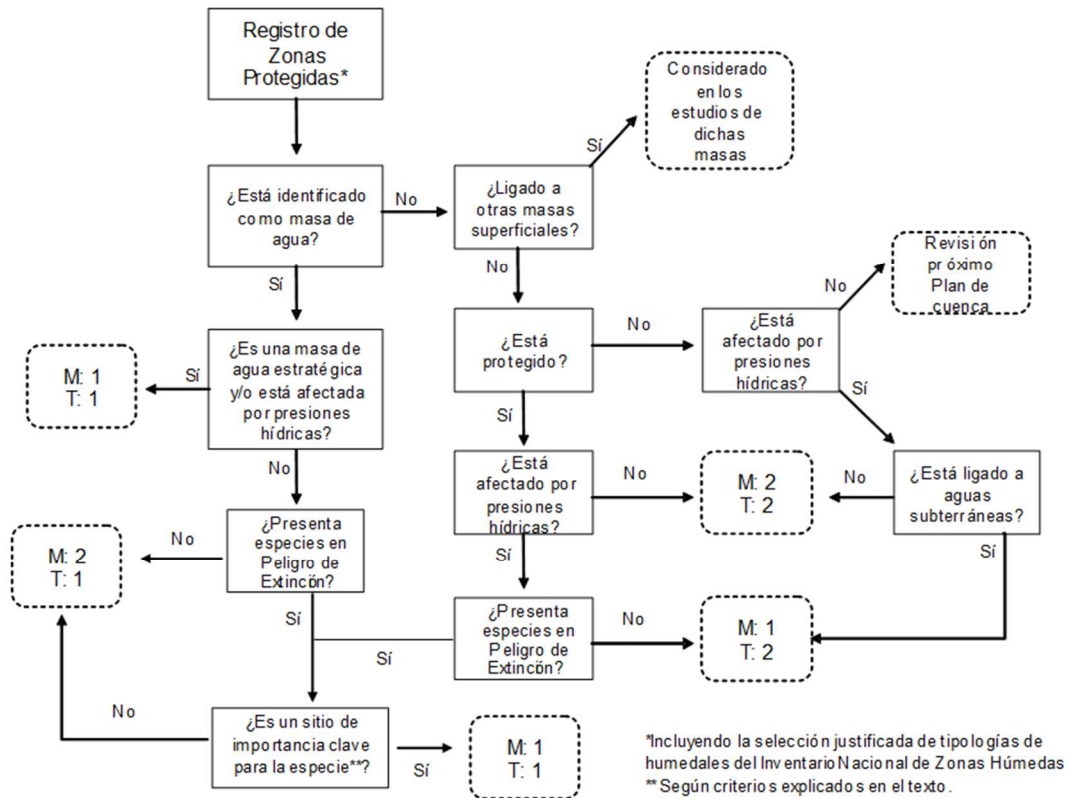 Registro de
Zonas
Protegidas*
Considerado
en los
estudios de
dichas
masas
Sí
¿Está identificado
como masa de
agua?
No
¿Ligado a
otras masas
superficiales?
Sí
No
Revisión
próximo
Plan de
cuenca
No
¿Es una masa de
agua estratégica
y/o está afectada
por presiones
hídricas?
Sí
M: 1
T: 1
¿Está
protegido?
No
¿Está
afectado por
presiones
hídricas?
Sí
No
Sí
¿Está
afectado por
presiones
hídricas?
No
M: 2
T: 2
No
¿Está ligado a
aguas
subterráneas?
Sí
¿Presenta
especies en
Peligro de
Extincön?
No
M: 2
T: 1
Sí
Sí
¿Presenta
especies en
Peligro de
Extincön?
No
M: 1
T: 2
Sí
¿Es un sitio de
importancia clave
para la especie**?
No
Sí
M: 1
T: 1
*Incluyendo la selección justificada de tipologías de
humedales del Inventario Nacional de Zonas Húmedas
** Según criterios explicados en el texto.